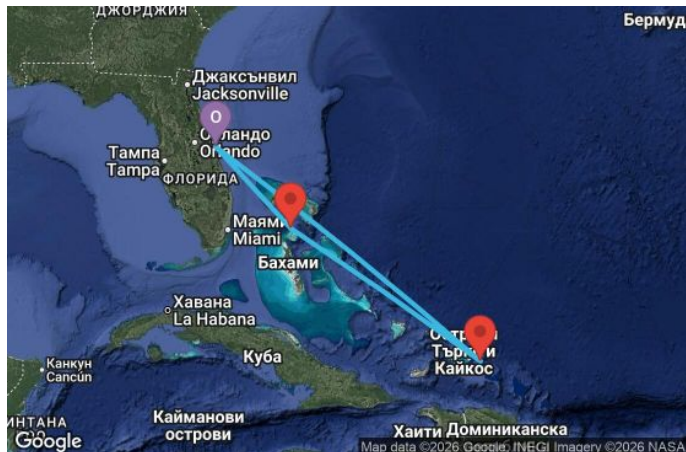 ДЖОРДЖИЯ
Бермуд
Джаксънвил
Jacksonville
O
Орландо
Orlando
Тампа
Tampa
ФЛОРИДА
Маями
Miami
Бахами
Хавана
La Habana
Куба
Канкун
Cancún
Кайкос
Кайманови
острови
Хаити
Доминиканска
ИНТАНА
Google
Map data ©2026 Google, INEGI Imagery ©2026 NASA